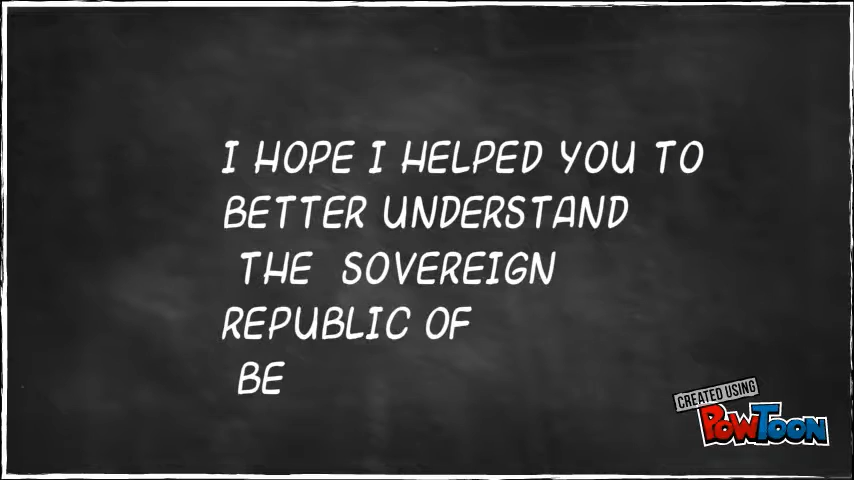 I HOPE I HELPED YOU TO
BETTER UNDERSTAND
THE SOVEREIGN
REPUBLIC OF
BE
CREATED USING
POWTOON